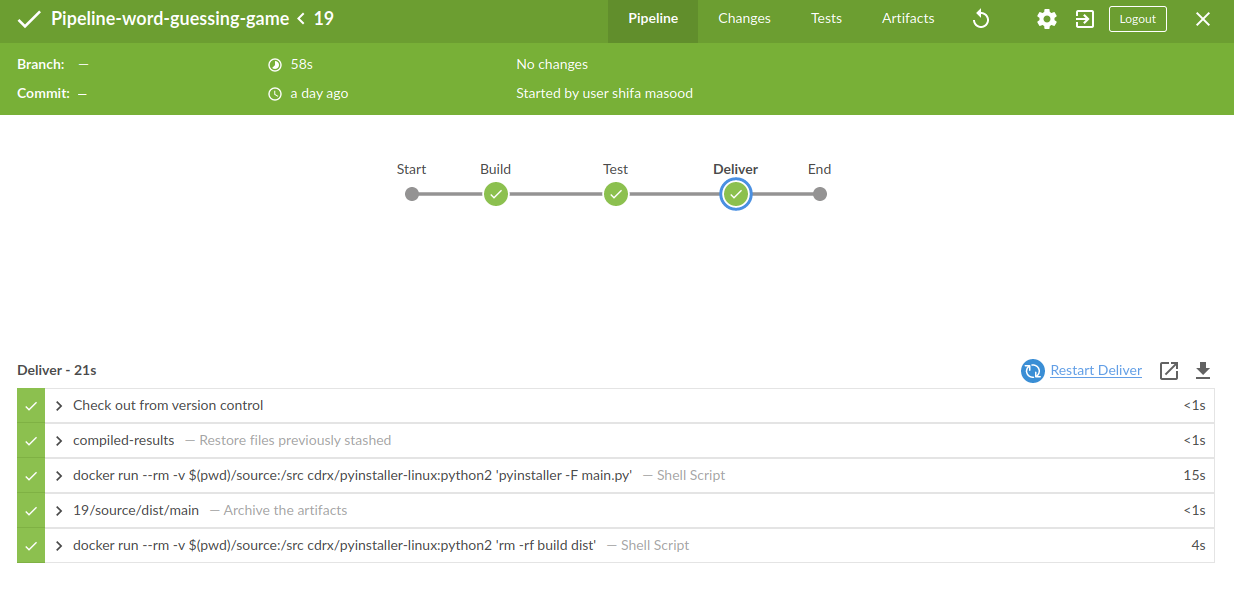 Pipeline-word-guessing-game < 19 Pipeline Changes Tests Artifacts Logout
Branch: — 58s No changes
Commit: — a day ago Started by user shifa masood
Start Build Test Deliver End
Deliver - 21s Restart Deliver
Check out from version control <1s
compiled-results — Restore files previously stashed <1s
docker run --rm -v $(pwd)/source:/src cdrx/pyinstaller-linux:python2 'pyinstaller -F main.py' — Shell Script 15s
19/source/dist/main — Archive the artifacts <1s
docker run --rm -v $(pwd)/source:/src cdrx/pyinstaller-linux:python2 'rm -rf build dist' — Shell Script 4s